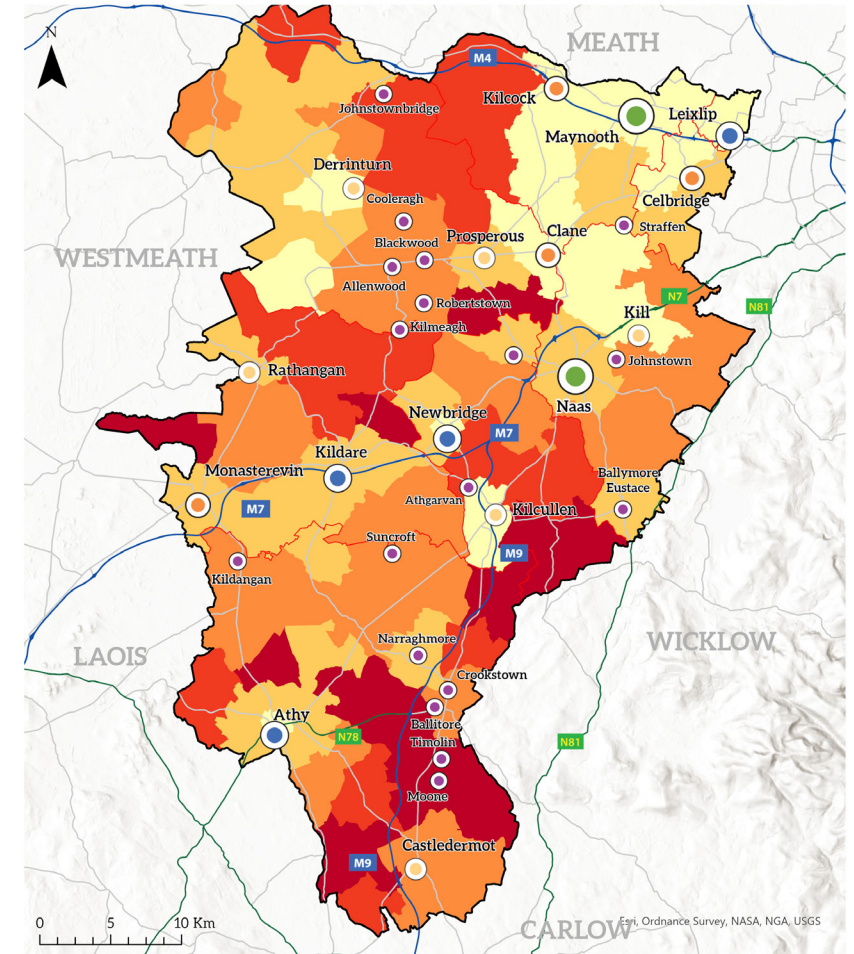 N
MEATH
M4
Kilcock
Johnstownbridge
Maynooth
Leixlip
Derrinturn
Cooleragh
Celbridge
Straffen
Blackwood
Prosperous
Clane
WESTMEATH
Allenwood
Robertstown
N7
N81
Kill
Kilmeagh
Johnstown
Rathangan
Naas
Newbridge
M7
Kildare
Monasterevin
Ballymore
Eustace
Athgarvan
M7
Kilcullen
Suncroft
M9
Kildangan
Narraghmore
WICKLOW
LAOIS
Crookstown
Athy
Ballitore
N78
Timolin
N81
Moone
Castledermot
M9
0 5 10 Km
CARLOW
Esri, Ordnance Survey, NASA, NGA, USGS